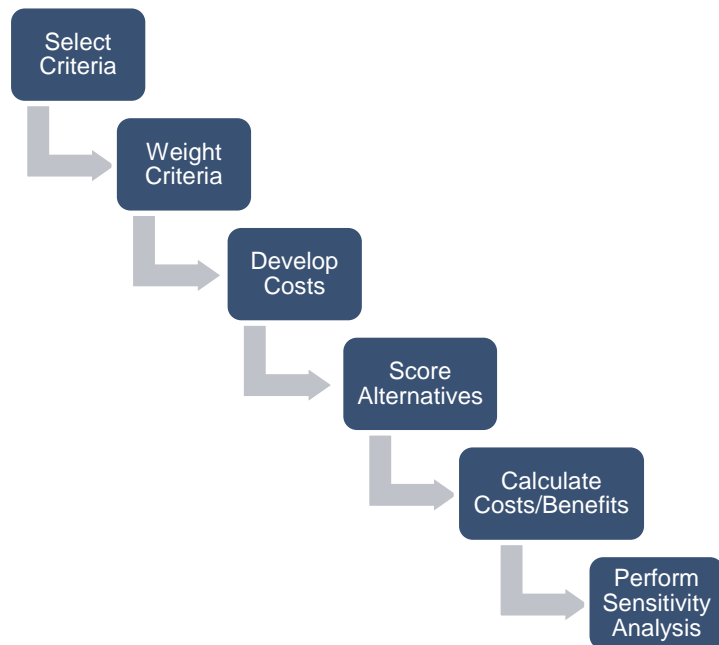 Select
Criteria
Weight
Criteria
Develop
Costs
Score
Alternatives
Calculate
Costs/Benefits
Perform
Sensitivity
Analysis